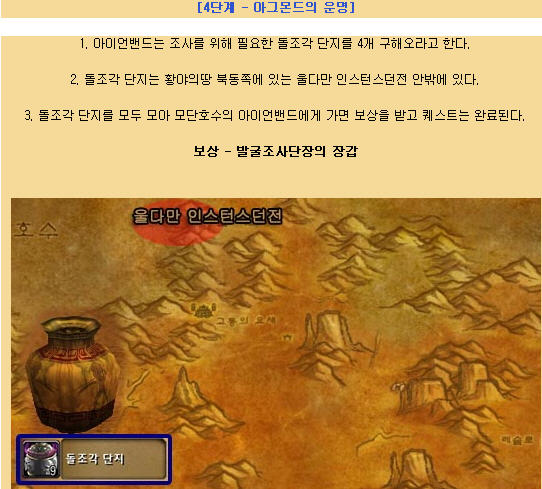 [4단계 - 아그몬드의 운명]
1. 아이언밴드는 조사를 위해 필요한 돌조각 단지를 4개 구해오라고 한다.
2. 돌조각 단지는 황야의땅 북동쪽에 있는 울다만 인스턴스던전 안밖에 있다.
3. 돌조각 단지를 모두 모아 모단호수의 아이언밴드에게 가면 보상을 받고 퀘스트는 완료된다.
보상 - 발굴조사단장의 장갑
울다만 인스턴스던전
호수
고통의 요새
레슬로
9
돌조각 단지